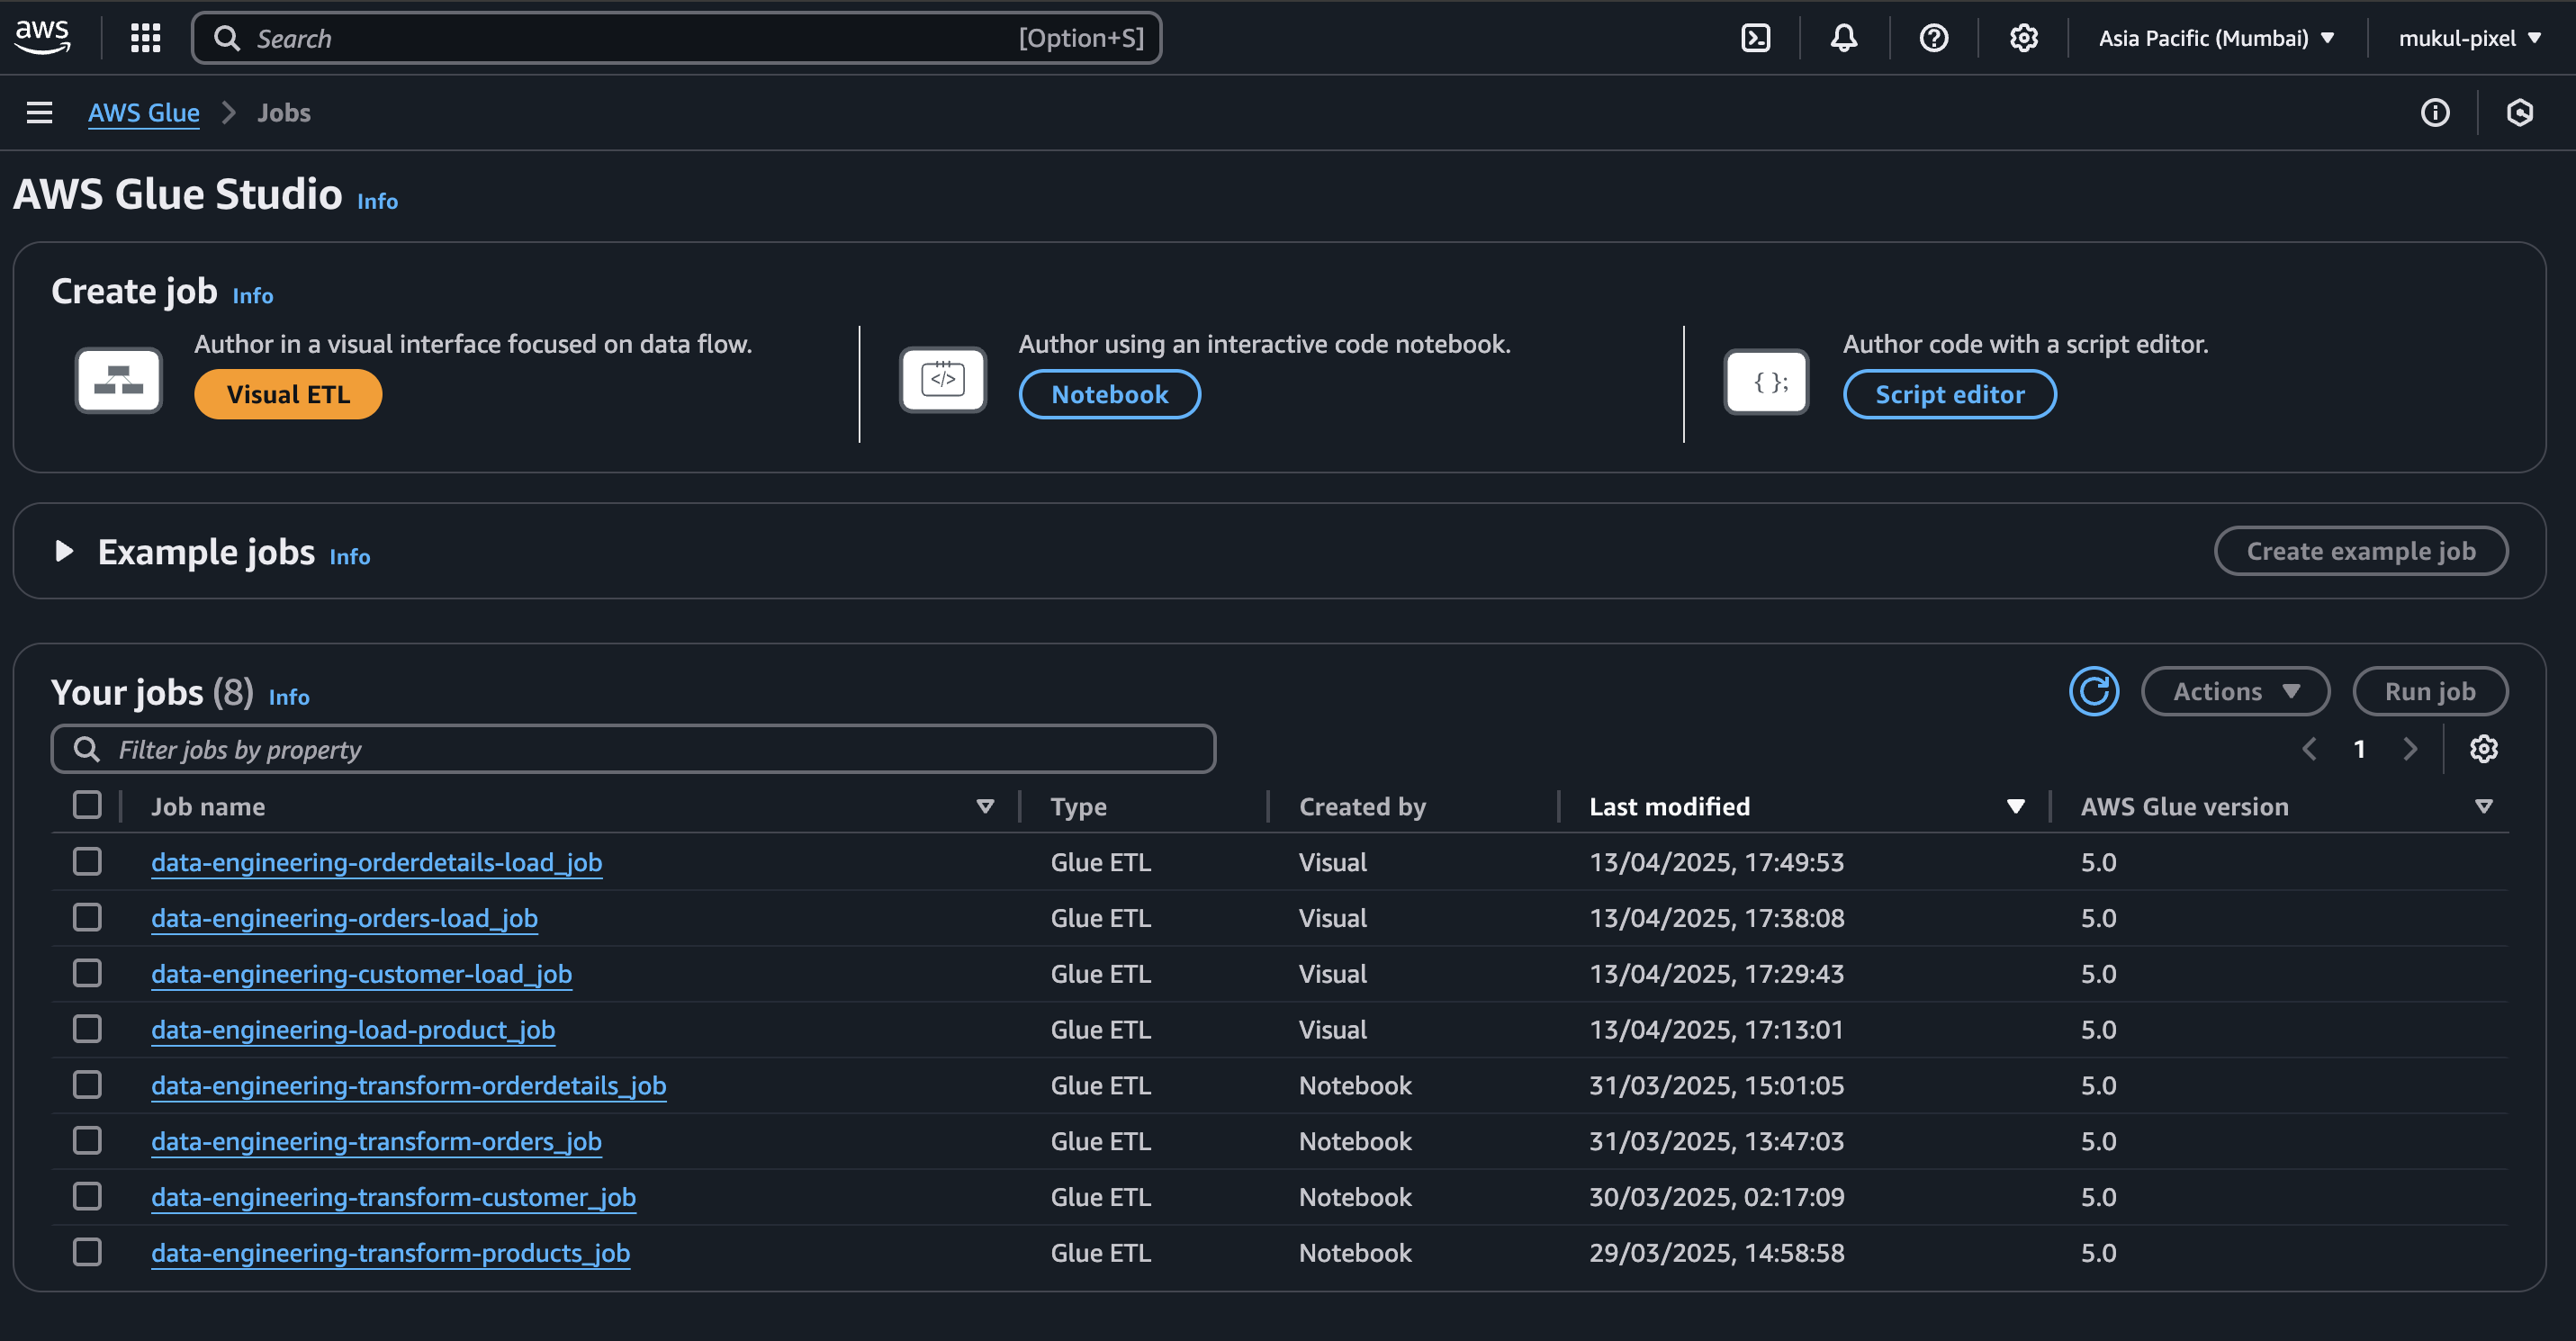 aws Search [Option+S] Asia Pacific (Mumbai) mukul-pixel
AWS Glue Jobs
AWS Glue Studio Info
Create job Info
Author in a visual interface focused on data flow.
Visual ETL
</>
Author using an interactive code notebook.
Notebook
{ };
Author code with a script editor.
Script editor
Example jobs Info Create example job
Your jobs (8) Info Actions Run job
Filter jobs by property 1
Job name Type Created by Last modified AWS Glue version
data-engineering-orderdetails-load_job Glue ETL Visual 13/04/2025, 17:49:53 5.0
data-engineering-orders-load_job Glue ETL Visual 13/04/2025, 17:38:08 5.0
data-engineering-customer-load_job Glue ETL Visual 13/04/2025, 17:29:43 5.0
data-engineering-load-product_job Glue ETL Visual 13/04/2025, 17:13:01 5.0
data-engineering-transform-orderdetails_job Glue ETL Notebook 31/03/2025, 15:01:05 5.0
data-engineering-transform-orders_job Glue ETL Notebook 31/03/2025, 13:47:03 5.0
data-engineering-transform-customer_job Glue ETL Notebook 30/03/2025, 02:17:09 5.0
data-engineering-transform-products_job Glue ETL Notebook 29/03/2025, 14:58:58 5.0